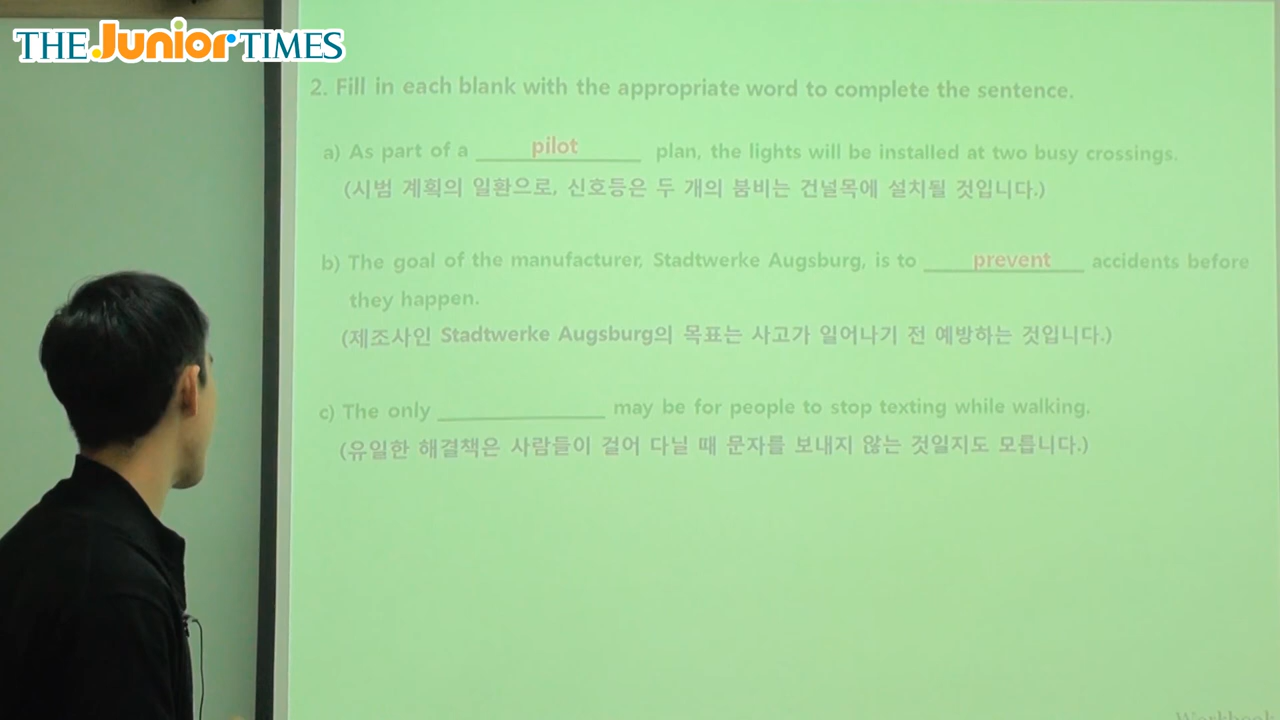 THE Junior TIMES
2. Fill in each blank with the appropriate word to complete the sentence.
a) As part of a pilot plan, the lights will be installed at two busy crossings.
(시범 계획의 일환으로, 신호등은 두 개의 붐비는 건널목에 설치될 것입니다.)
b) The goal of the manufacturer, Stadtwerke Augsburg, is to prevent accidents before
they happen.
(제조사인 Stadtwerke Augsburg의 목표는 사고가 일어나기 전 예방하는 것입니다.)
c) The only ____________ may be for people to stop texting while walking.
(유일한 해결책은 사람들이 걸어 다닐 때 문자를 보내지 않는 것일지도 모릅니다.)
Workbook